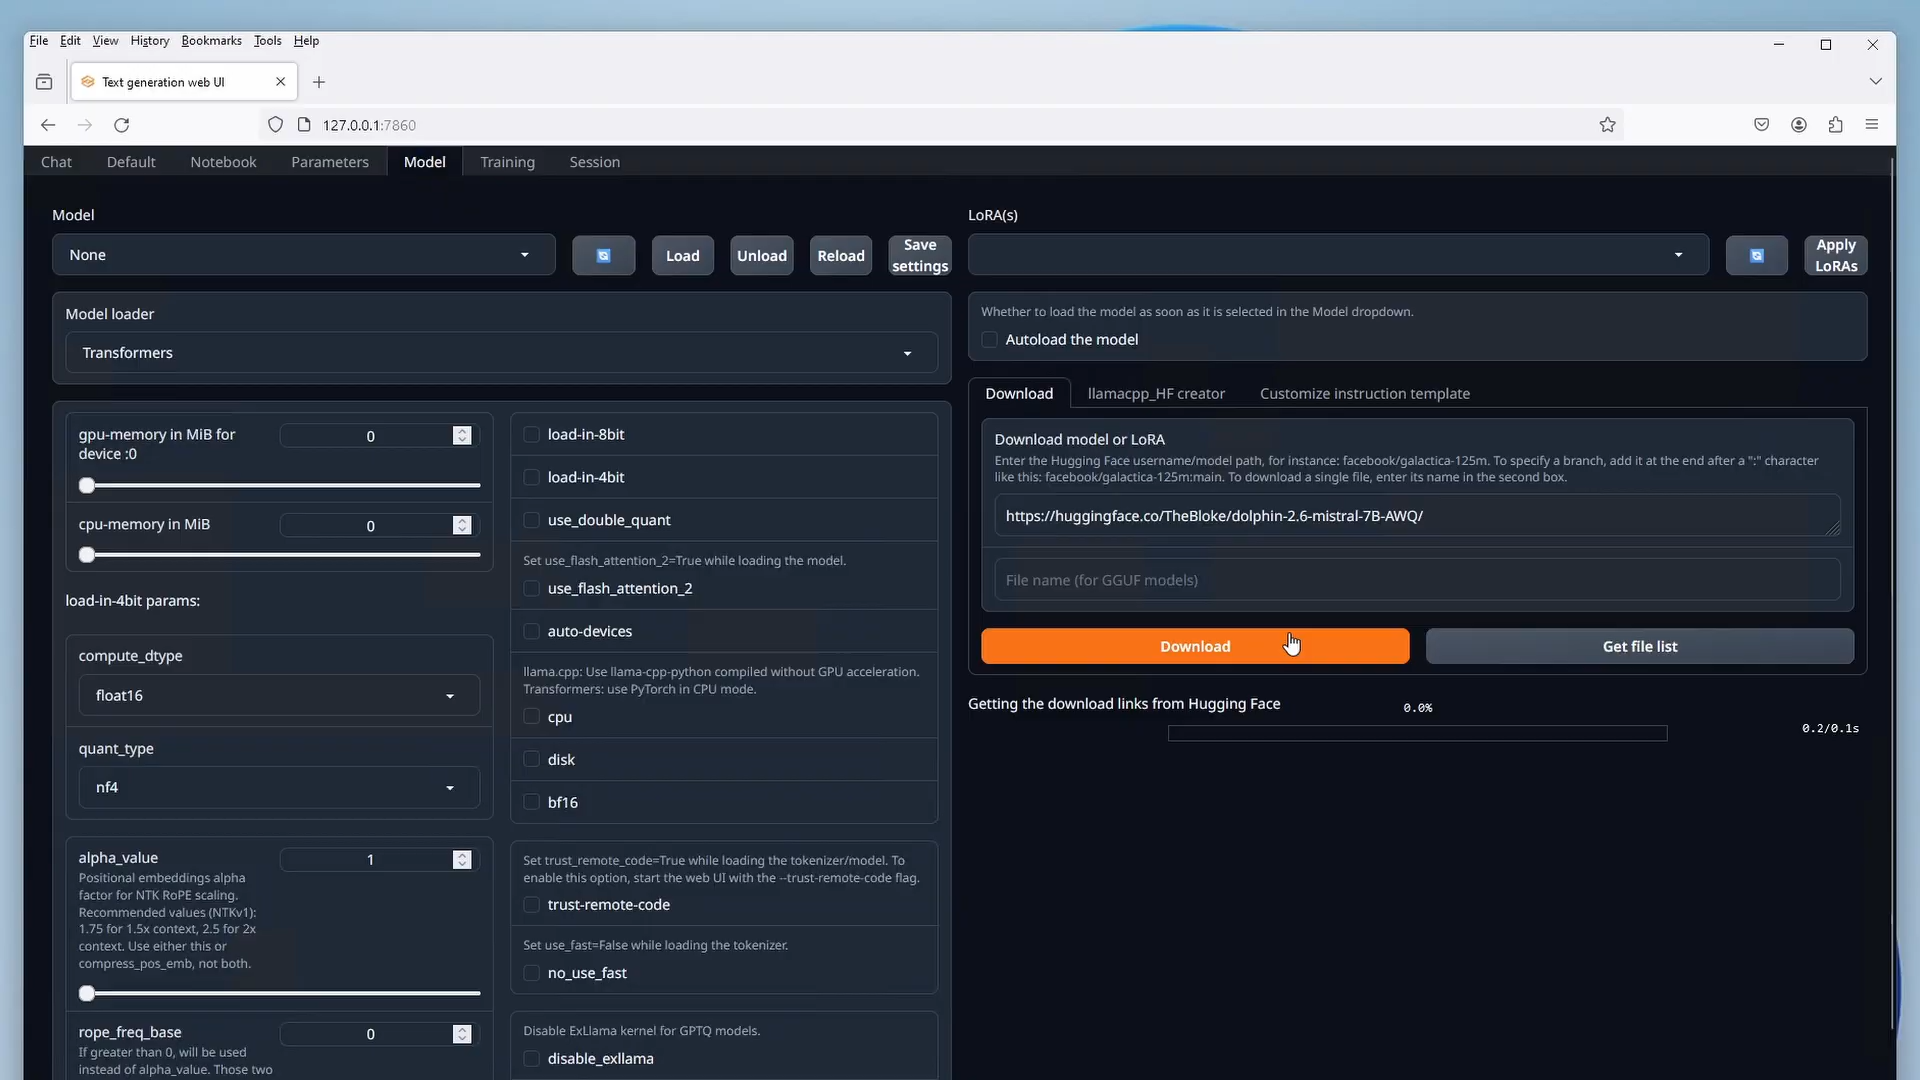 File Edit View History Bookmarks Tools Help
Text generation web UI
127.0.0.1:7860
Chat Default Notebook Parameters Model Training Session
Model
None
Load
Unload
Reload
Save
settings
LoRA(s)
Apply
LoRAs
Model loader
Transformers
Whether to load the model as soon as it is selected in the Model dropdown.
Autoload the model
gpu-memory in MiB for
device :0
0
cpu-memory in MiB
0
load-in-4bit params:
compute_dtype
float16
quant_type
nf4
alpha_value
1
Positional embeddings alpha
factor for NTK RoPE scaling.
Recommended values (NTKv1):
1.75 for 1.5x context, 2.5 for 2x
context. Use either this or
compress_pos_emb, not both.
rope_freq_base
0
If greater than 0, will be used
instead of alpha_value. Those two
load-in-8bit
load-in-4bit
use_double_quant
Set use_flash_attention_2=True while loading the model.
use_flash_attention_2
auto-devices
llama.cpp: Use llama-cpp-python compiled without GPU acceleration.
Transformers: use PyTorch in CPU mode.
cpu
disk
bf16
Set trust_remote_code=True while loading the tokenizer/model. To
enable this option, start the web UI with the --trust-remote-code flag.
trust-remote-code
Set use_fast=False while loading the tokenizer.
no_use_fast
Disable ExLlama kernel for GPTQ models.
disable_exllama
Download llamacpp_HF creator Customize instruction template
Download model or LoRA
Enter the Hugging Face username/model path, for instance: facebook/galactica-125m. To specify a branch, add it at the end after a ":" character
like this: facebook/galactica-125m:main. To download a single file, enter its name in the second box.
https://huggingface.co/TheBloke/dolphin-2.6-mistral-7B-AWQ/
File name (for GGUF models)
Download
Get file list
Getting the download links from Hugging Face
0.0%
0.2/0.1s